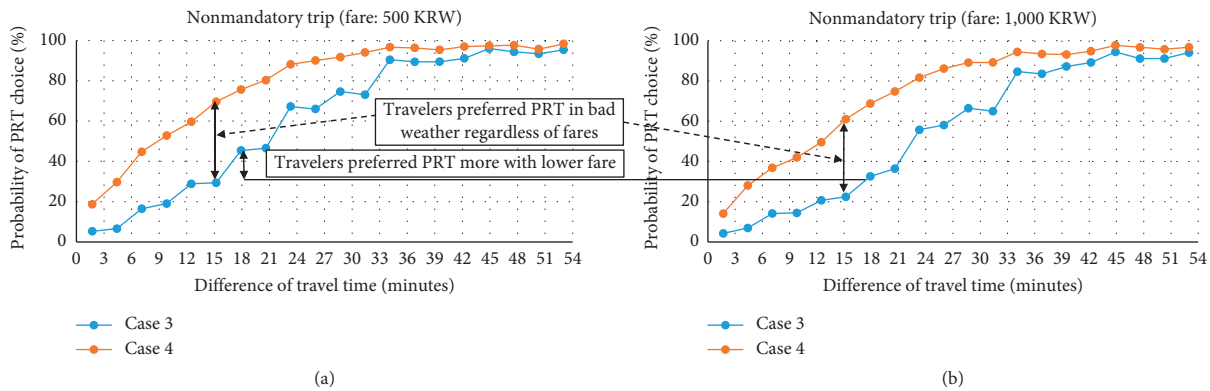 Nonmandatory trip (fare: 500 KRW)
Probability of PRT choice (%)
100
80
60
40
20
0
0 3 6 9 12 15 18 21 24 27 30 33 36 39 42 45 48 51 54
Difference of travel time (minutes)
Case 3
Case 4
(a)
Travelers preferred PRT in bad
weather regardless of fares
Travelers preferred PRT more with lower fare
Nonmandatory trip (fare: 1,000 KRW)
Probability of PRT choice (%)
100
80
60
40
20
0
0 3 6 9 12 15 18 21 24 27 30 33 36 39 42 45 48 51 54
Difference of travel time (minutes)
Case 3
Case 4
(b)